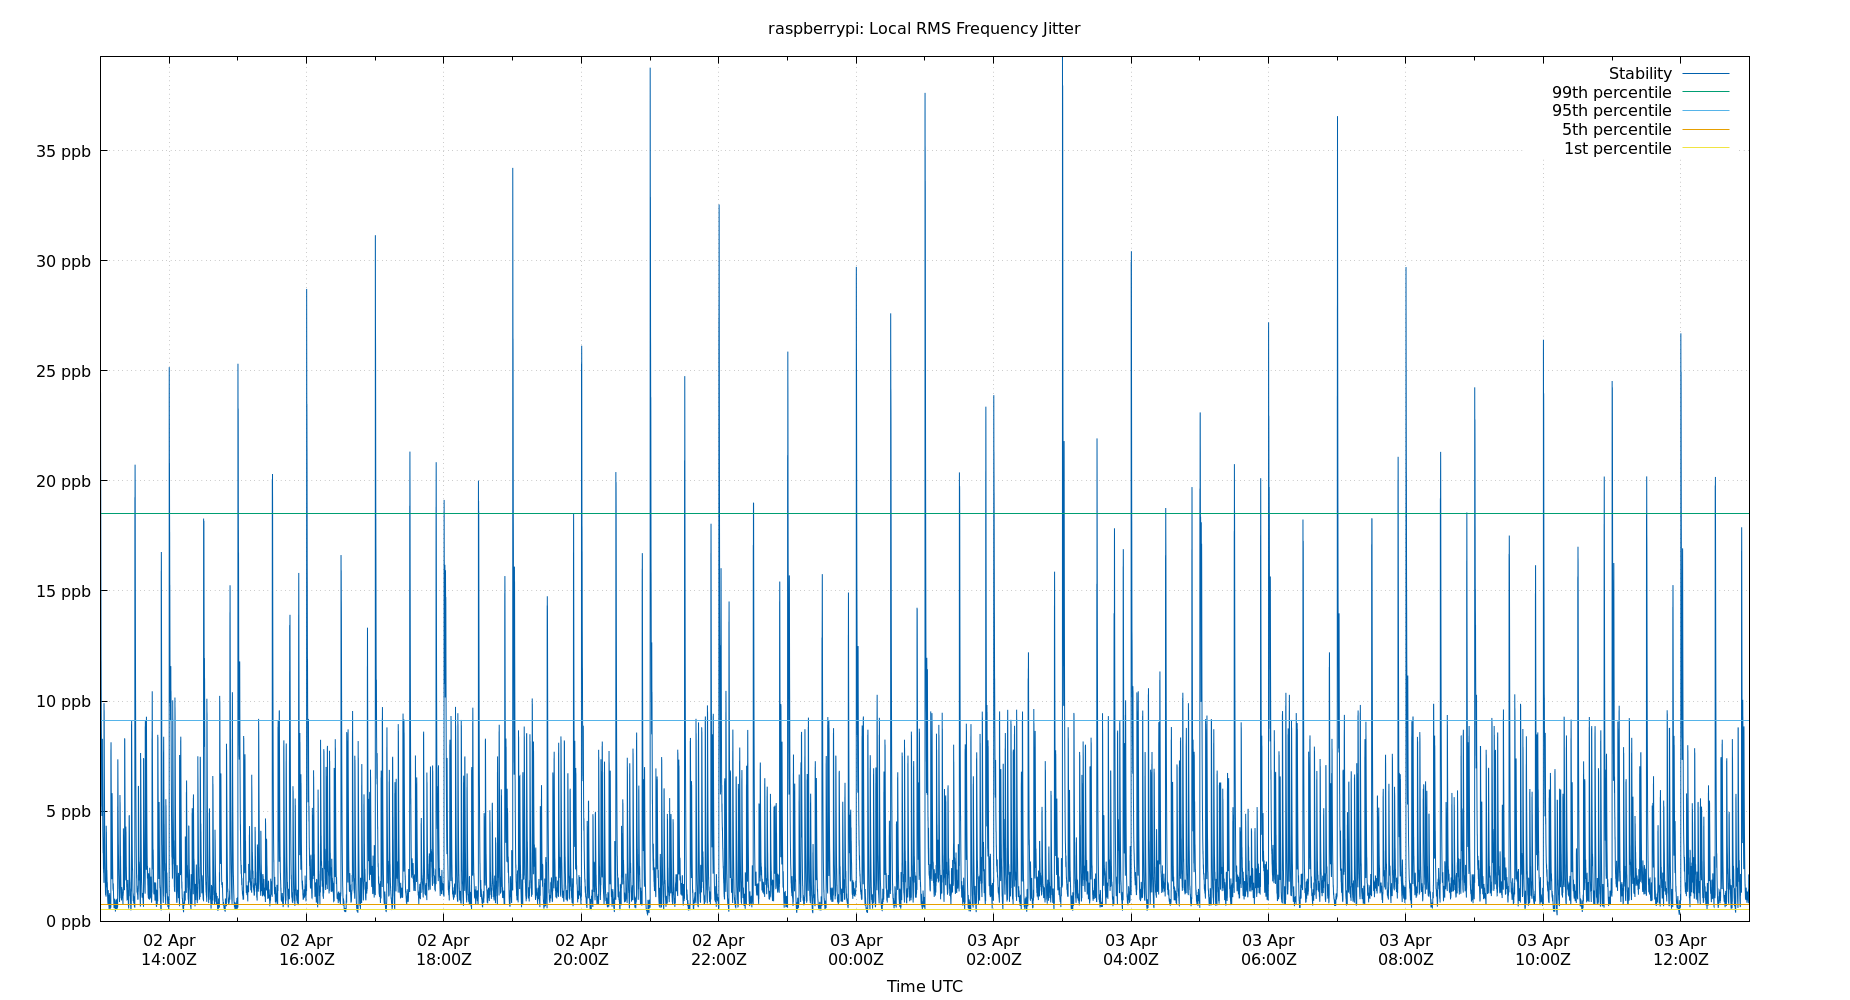 raspberrypi: Local RMS Frequency Jitter
Stability
99th percentile
95th percentile
5th percentile
1st percentile
35 ppb
30 ppb
25 ppb
20 ppb
15 ppb
10 ppb
5 ppb
0 ppb
02 Apr 02 Apr 02 Apr 02 Apr 02 Apr 03 Apr 03 Apr 03 Apr 03 Apr 03 Apr 03 Apr 03 Apr
14:00Z 16:00Z 18:00Z 20:00Z 22:00Z 00:00Z 02:00Z 04:00Z 06:00Z 08:00Z 10:00Z 12:00Z
Time UTC